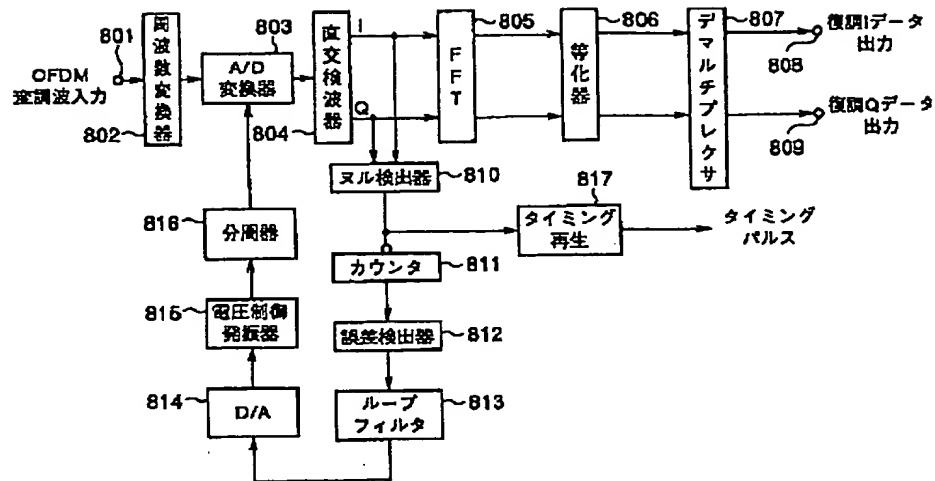 801
OFDM
変調波入力
周波数変換器
802
803
A/D
変換器
直交検波器
804
I
Q
805
FFT
806
等化器
807
デマルチプレクサ
復調Iデータ
出力
808
復調Qデータ
出力
809
ヌル検出器
810
817
タイミング
再生
タイミング
パルス
816
分周器
カウンタ
811
815
電圧制御
発振器
誤差検出器
812
814
D/A
ループ
フィルタ
813